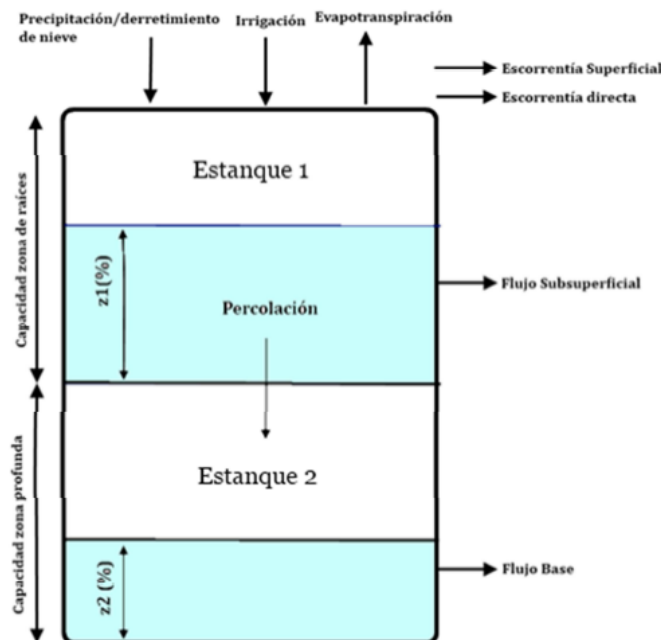 Precipitación/derretimiento
de nieve
Irrigación
Evapotranspiración
Escorrentía Superficial
Escorrentía directa
Capacidad zona de raíces
Estanque 1
z1(%)
Percolación
Flujo Subsuperficial
Capacidad zona profunda
Estanque 2
z2 (%)
Flujo Base